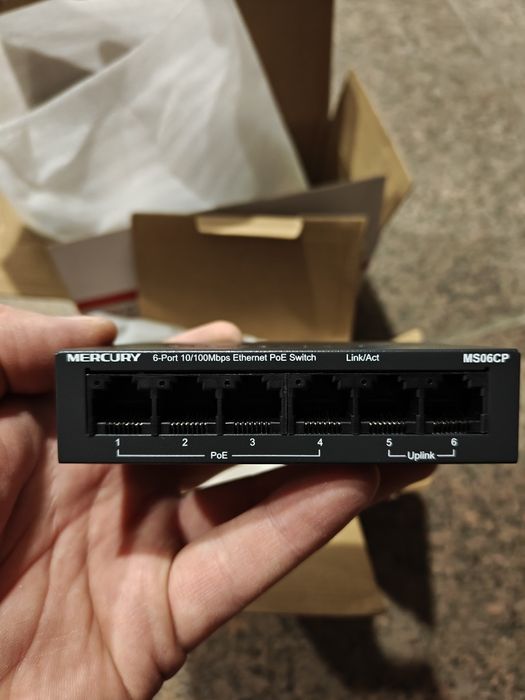 MERCURY 6-Port 10/100Mbps Ethernet PoE Switch Link/Act MS06CP
1 2 3 4 5 6
PoE Uplink